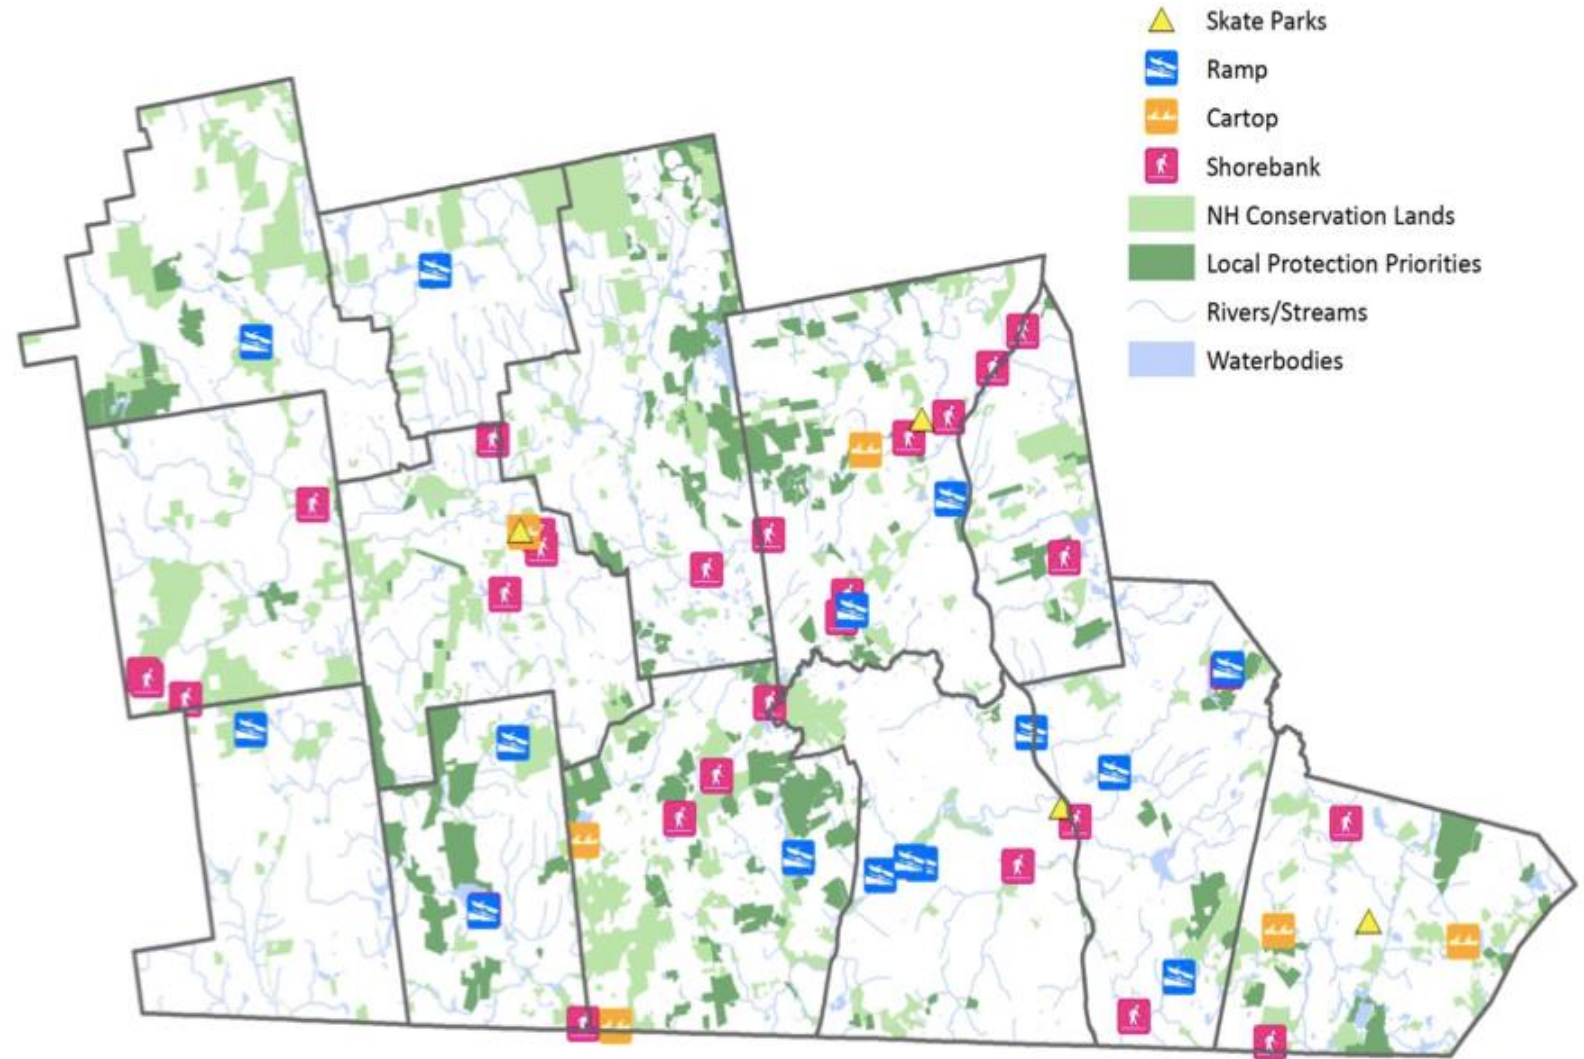 Skate Parks
Ramp
Cartop
Shorebank
NH Conservation Lands
Local Protection Priorities
Rivers/Streams
Waterbodies